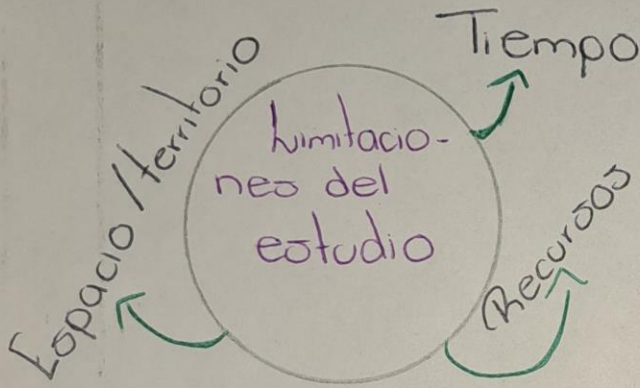 Tiempo
Espacio/territorio
Limitacio-
nes del
estudio
Recursos